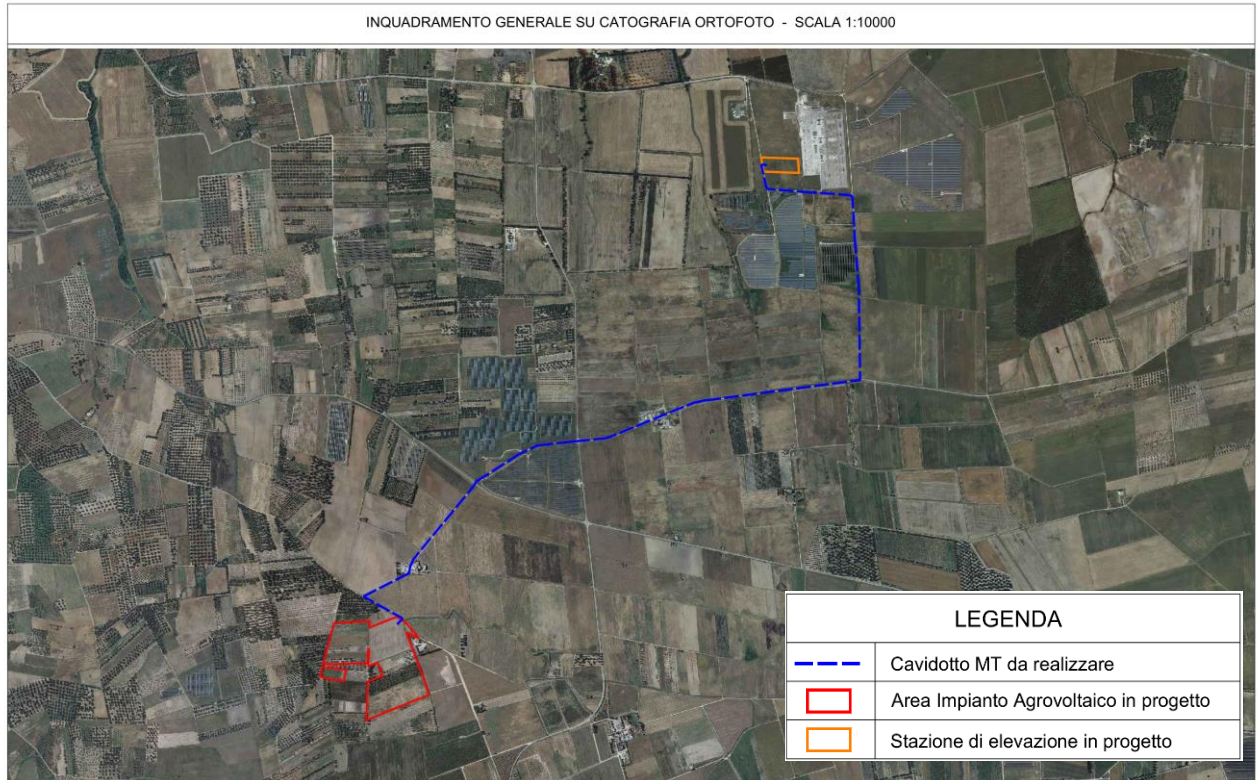 INQUADRAMENTO GENERALE SU CATOGRAFIA ORTOFOTO - SCALA 1:10000
LEGENDA
Cavidotto MT da realizzare
Area Impianto Agrovoltaico in progetto
Stazione di elevazione in progetto